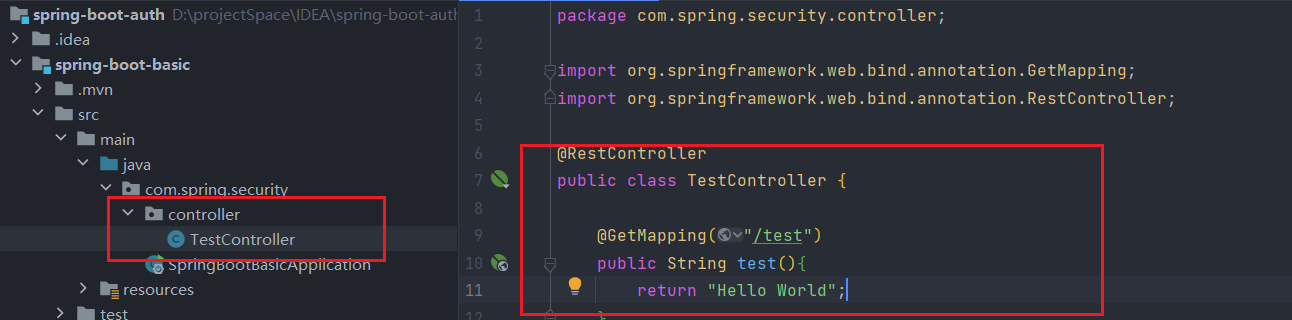 spring-boot-auth D:\projectSpace\IDEA\spring-boot-auth
.idea
spring-boot-basic
.mvn
src
main
java
com.spring.security
controller
TestController
SpringBootBasicApplication
resources
test
1 package com.spring.security.controller;
2
3 import org.springframework.web.bind.annotation.GetMapping;
4 import org.springframework.web.bind.annotation.RestController;
5
6 @RestController
7 public class TestController {
8
9 @GetMapping("/test")
10 public String test(){
11 return "Hello World";
12 }